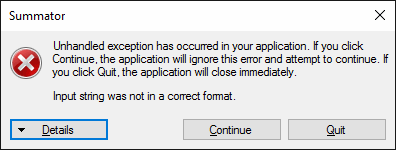 Summator
Unhandled exception has occurred in your application. If you click
Continue, the application will ignore this error and attempt to continue. If
you click Quit, the application will close immediately.
Input string was not in a correct format.
Details Continue Quit